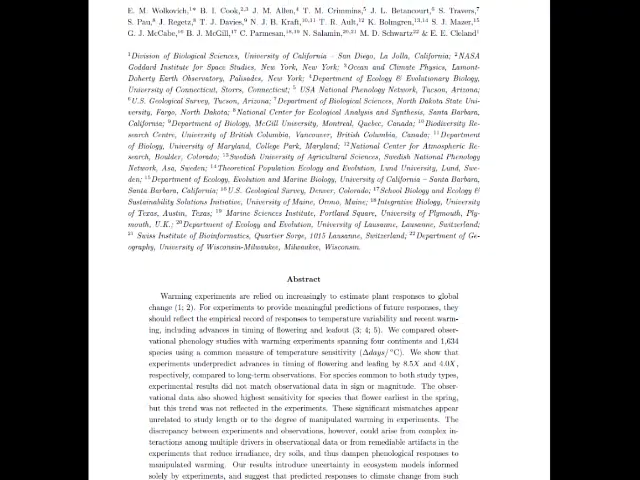 E. M. Wolkovich,¹* B. I. Cook,²,³ J. M. Allen,⁴ T. M. Crimmins,⁵ J. L. Betancourt,⁶ S. Travers,⁷
S. Pau,⁸ J. Regetz,⁸ T. J. Davies,⁹ N. J. B. Kraft,¹⁰,¹¹ T. R. Ault,¹² K. Bolmgren,¹³,¹⁴ S. J. Mazer,¹⁵
G. J. McCabe,¹⁶ B. J. McGill,¹⁷ C. Parmesan,¹⁸,¹⁹ N. Salamin,²⁰,²¹ M. D. Schwartz²² & E. E. Cleland¹
¹Division of Biological Sciences, University of California – San Diego, La Jolla, California; ²NASA
Goddard Institute for Space Studies, New York, New York; ³Ocean and Climate Physics, Lamont-
Doherty Earth Observatory, Palisades, New York; ⁴Department of Ecology & Evolutionary Biology,
University of Connecticut, Storrs, Connecticut; ⁵ USA National Phenology Network, Tucson, Arizona;
⁶U.S. Geological Survey, Tucson, Arizona; ⁷Department of Biological Sciences, North Dakota State Uni-
versity, Fargo, North Dakota; ⁸National Center for Ecological Analysis and Synthesis, Santa Barbara,
California; ⁹Department of Biology, McGill University, Montreal, Quebec, Canada; ¹⁰Biodiversity Re-
search Centre, University of British Columbia, Vancouver, British Columbia, Canada; ¹¹Department
of Biology, University of Maryland, College Park, Maryland; ¹²National Center for Atmospheric Re-
search, Boulder, Colorado; ¹³Swedish University of Agricultural Sciences, Swedish National Phenology
Network, Asa, Sweden; ¹⁴Theoretical Population Ecology and Evolution, Lund University, Lund, Swe-
den; ¹⁵Department of Ecology, Evolution and Marine Biology, University of California – Santa Barbara,
Santa Barbara, California; ¹⁶U.S. Geological Survey, Denver, Colorado; ¹⁷School Biology and Ecology &
Sustainability Solutions Initiative, University of Maine, Orono, Maine; ¹⁸Integrative Biology, University
of Texas, Austin, Texas; ¹⁹ Marine Sciences Institute, Portland Square, University of Plymouth, Ply-
mouth, U.K.; ²⁰Department of Ecology and Evolution, University of Lausanne, Lausanne, Switzerland;
²¹ Swiss Institute of Bioinformatics, Quartier Sorge, 1015 Lausanne, Switzerland; ²²Department of Ge-
ography, University of Wisconsin-Milwaukee, Milwaukee, Wisconsin.
Abstract
Warming experiments are relied on increasingly to estimate plant responses to global
change (1; 2). For experiments to provide meaningful predictions of future responses, they
should reflect the empirical record of responses to temperature variability and recent warm-
ing, including advances in timing of flowering and leafout (3; 4; 5). We compared obser-
vational phenology studies with warming experiments spanning four continents and 1,634
species using a common measure of temperature sensitivity (Δdays/°C). We show that
experiments underpredict advances in timing of flowering and leafing by 8.5X and 4.0X,
respectively, compared to long-term observations. For species common to both study types,
experimental results did not match observational data in sign or magnitude. The obser-
vational data also showed highest sensitivity for species that flower earliest in the spring,
but this trend was not reflected in the experiments. These significant mismatches appear
unrelated to study length or to the degree of manipulated warming in experiments. The
discrepancy between experiments and observations, however, could arise from complex in-
teractions among multiple drivers in observational data or from remediable artifacts in the
experiments that reduce irradiance, dry soils, and thus dampen phenological responses to
manipulated warming. Our results introduce uncertainty in ecosystem models informed
solely by experiments, and suggest that predicted responses to climate change from such